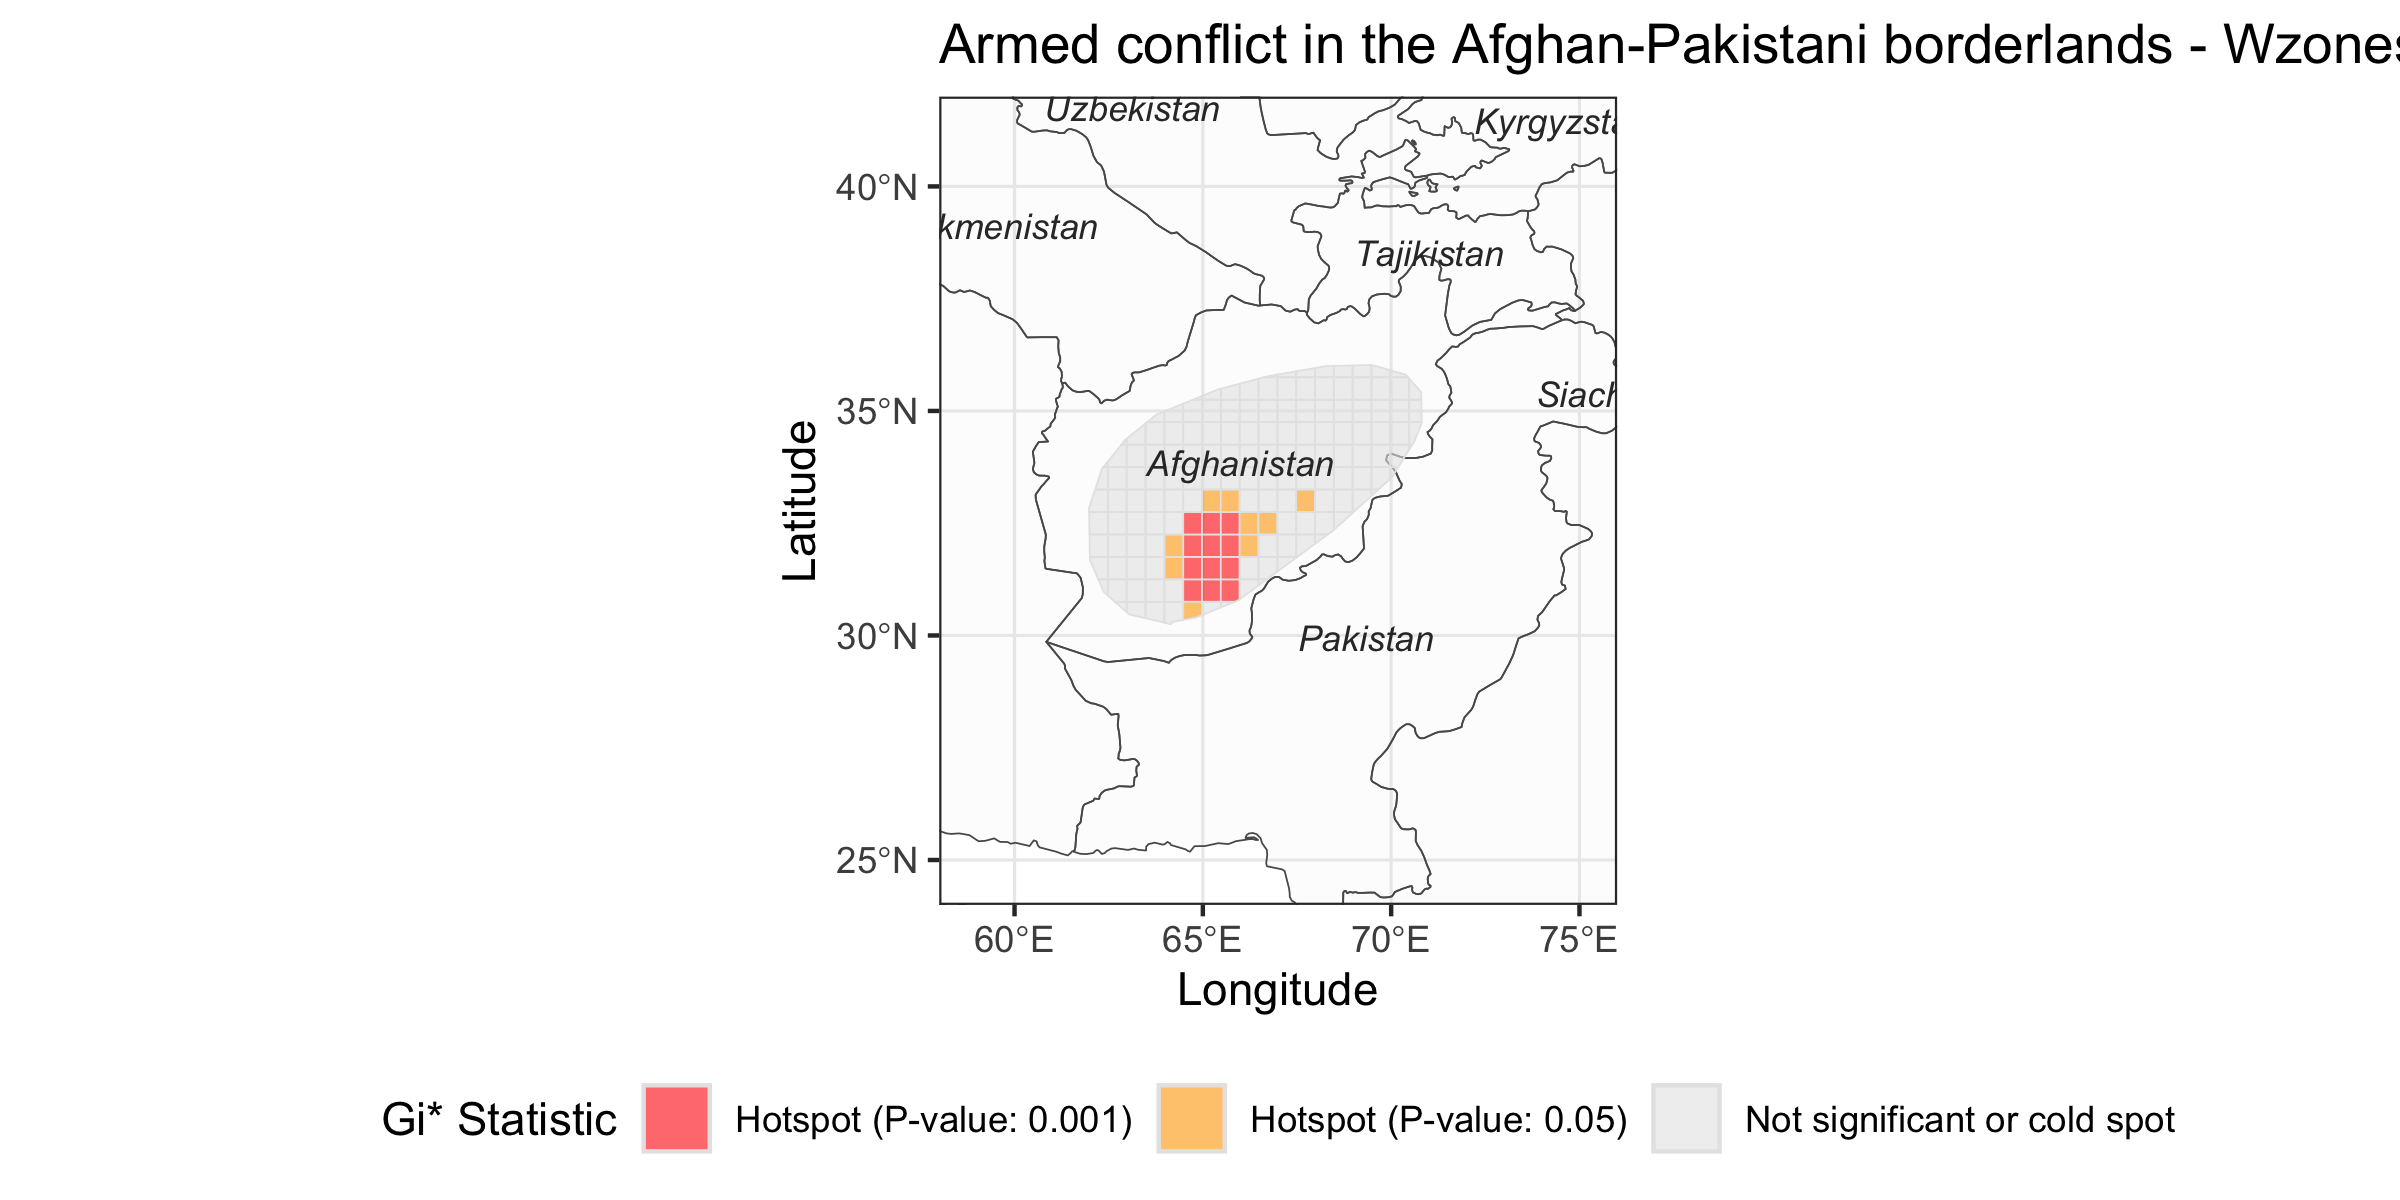 Armed conflict in the Afghan-Pakistani borderlands - Wzones
Uzbekistan
Kyrgyzsta
40°N
kmenistan
Tajikistan
35°N
Siach
Afghanistan
Latitude
30°N
Pakistan
25°N
60°E 65°E 70°E 75°E
Longitude
Gi* Statistic Hotspot (P-value: 0.001) Hotspot (P-value: 0.05) Not significant or cold spot